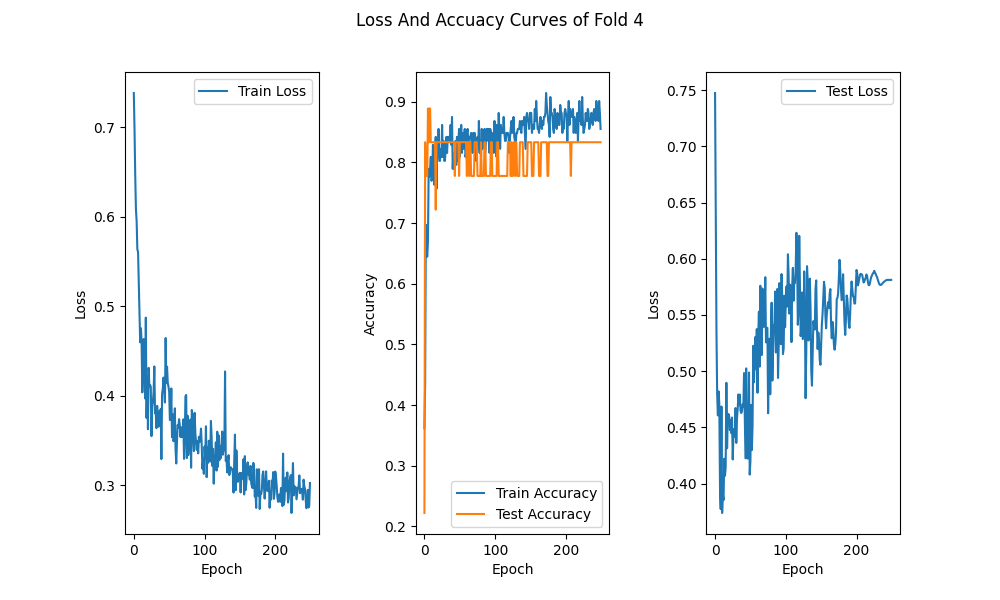 Loss And Accuacy Curves of Fold 4
Train Loss
0.7
0.6
0.5
0.4
0.3
Loss
0
100
200
Epoch
0.9
0.8
0.7
0.6
0.5
0.4
0.3
0.2
Accuracy
Train Accuracy
Test Accuracy
0
100
200
Epoch
Test Loss
0.75
0.70
0.65
0.60
0.55
0.50
0.45
0.40
Loss
0
100
200
Epoch